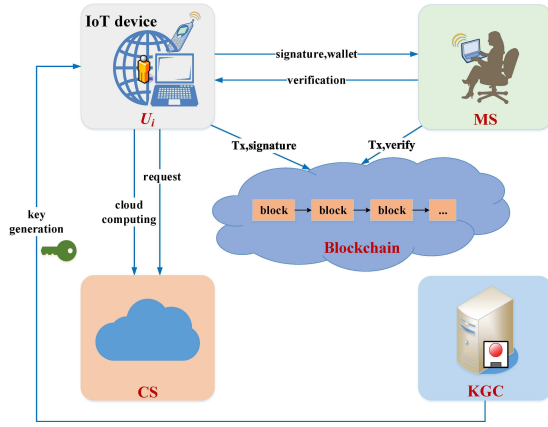 IoT device
U_i
signature,wallet
verification
MS
Tx,signature
Tx,verify
request
cloud
computing
key
generation
block
block
block
...
Blockchain
CS
KGC